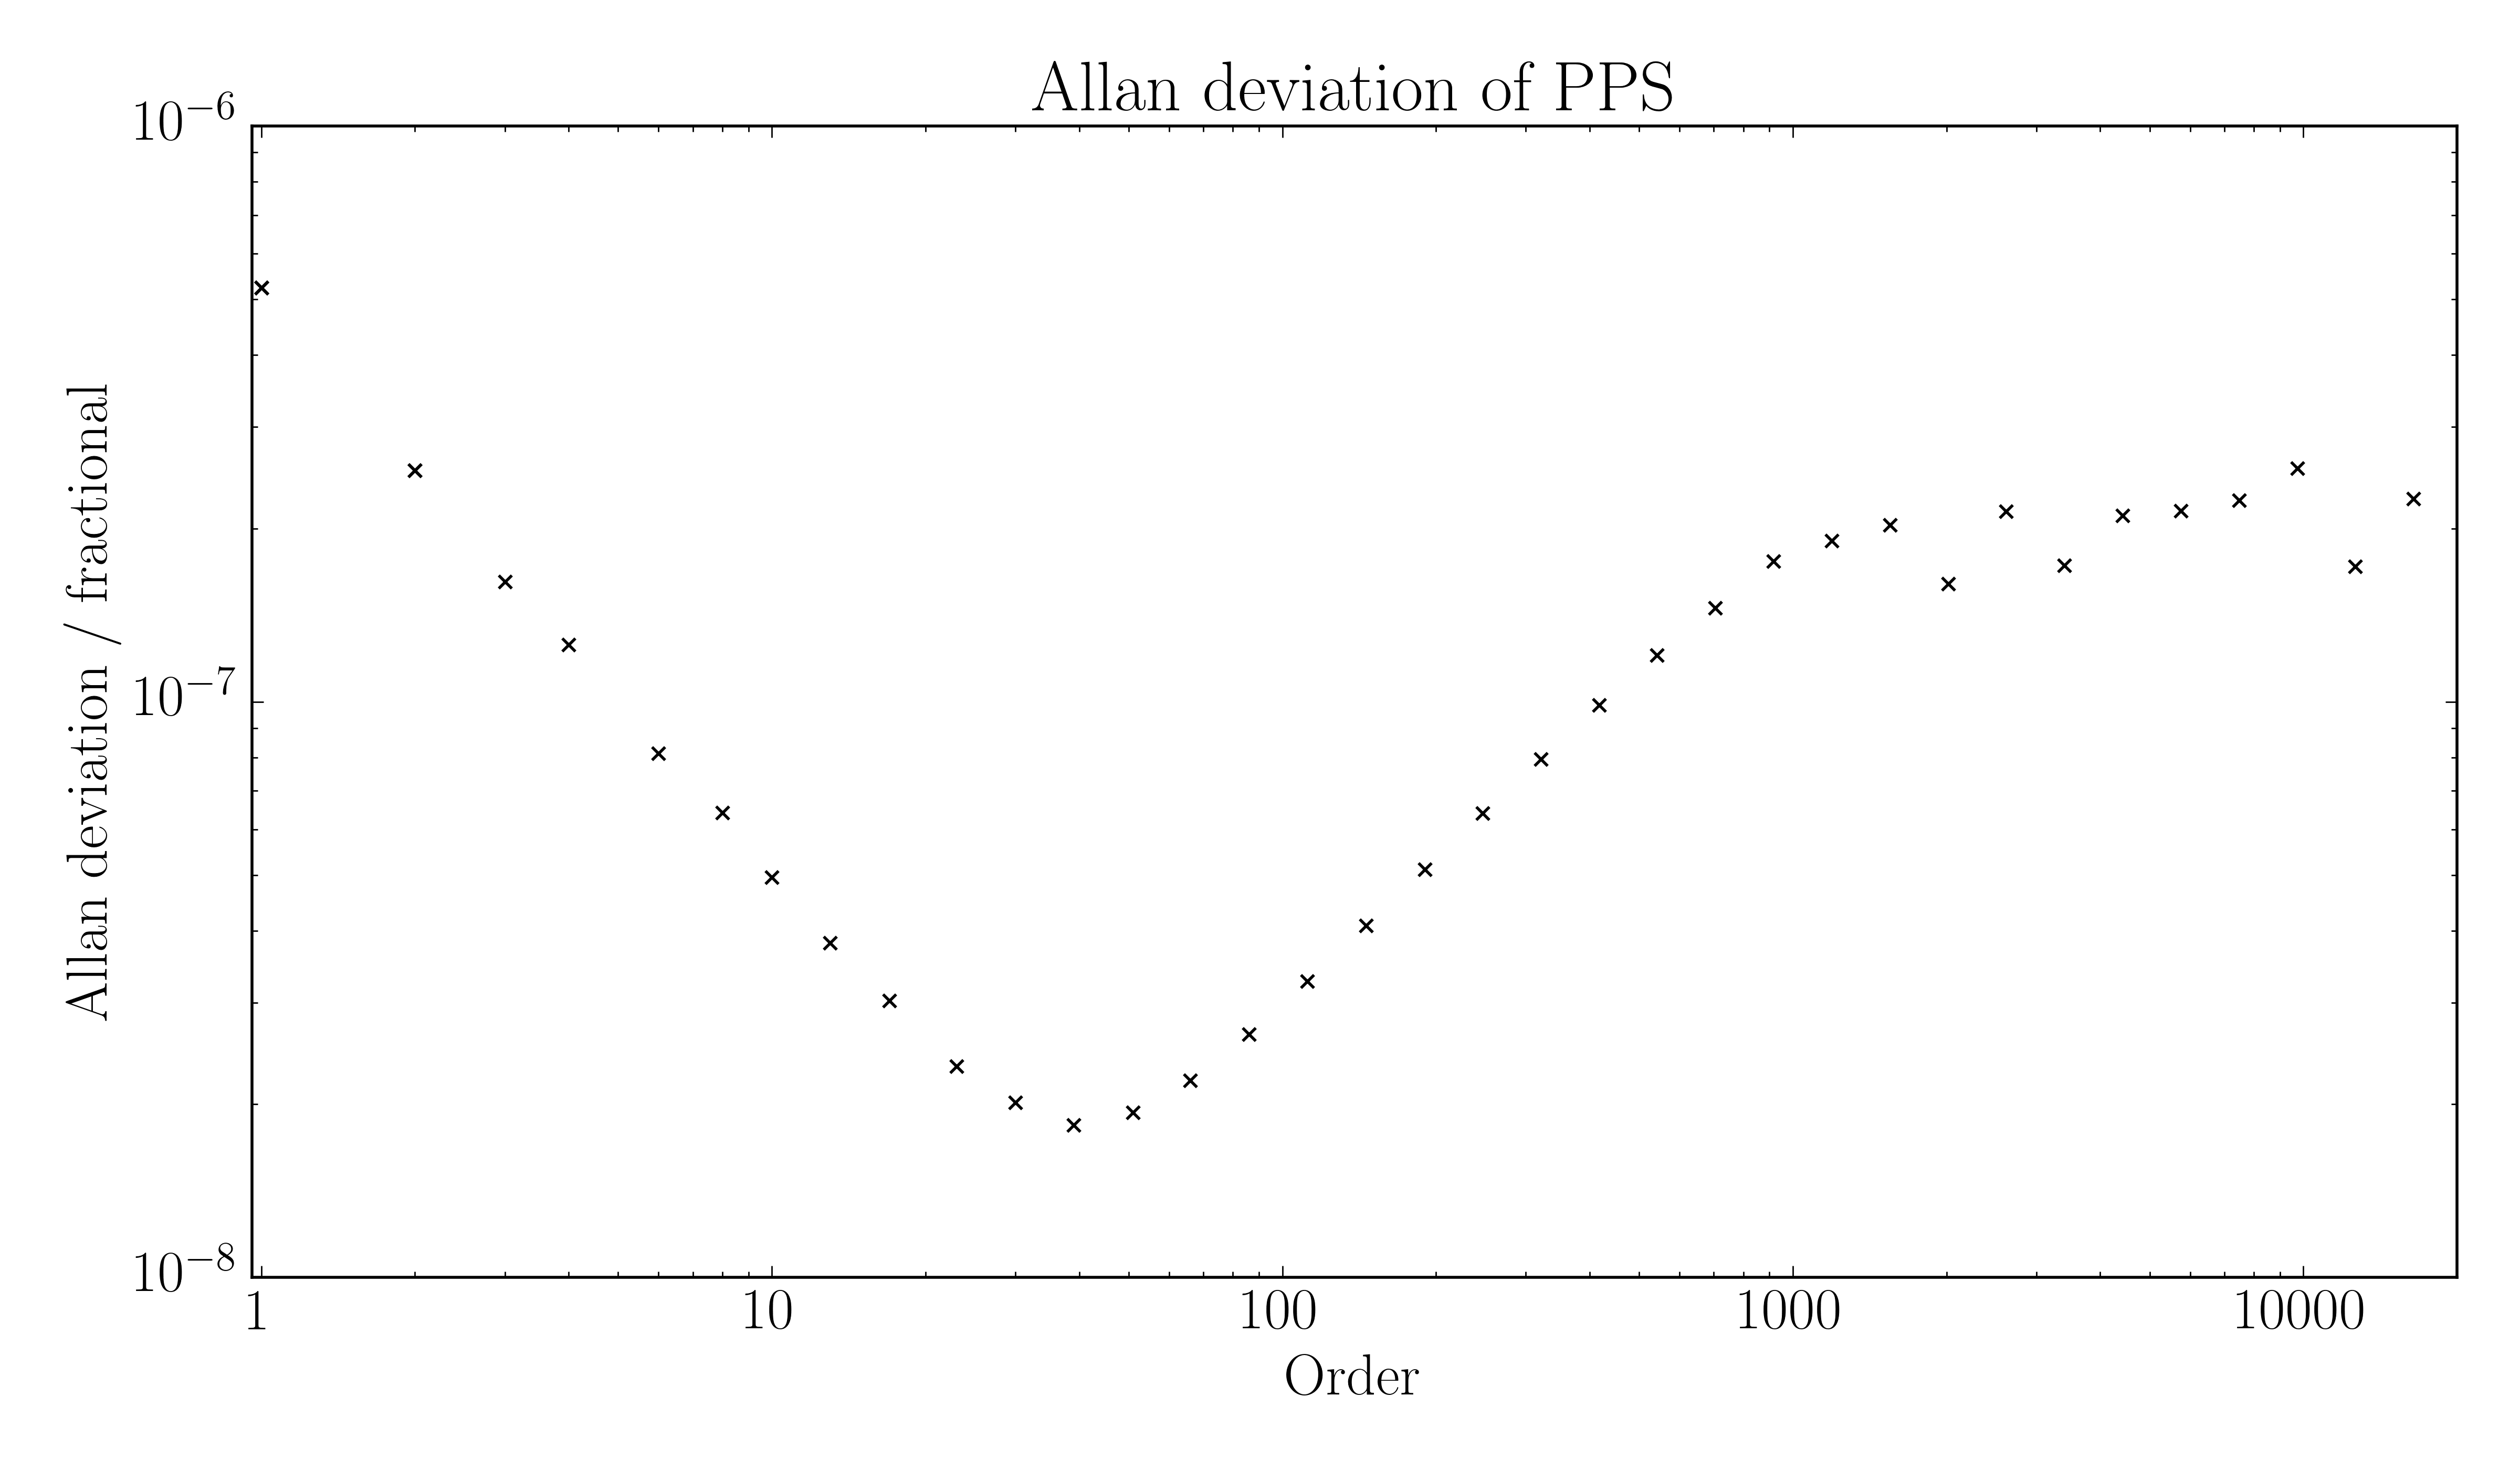 Allan deviation of PPS
10⁻⁶
10⁻⁷
10⁻⁸
Allan deviation / fractional
1 10 100 1000 10000
Order